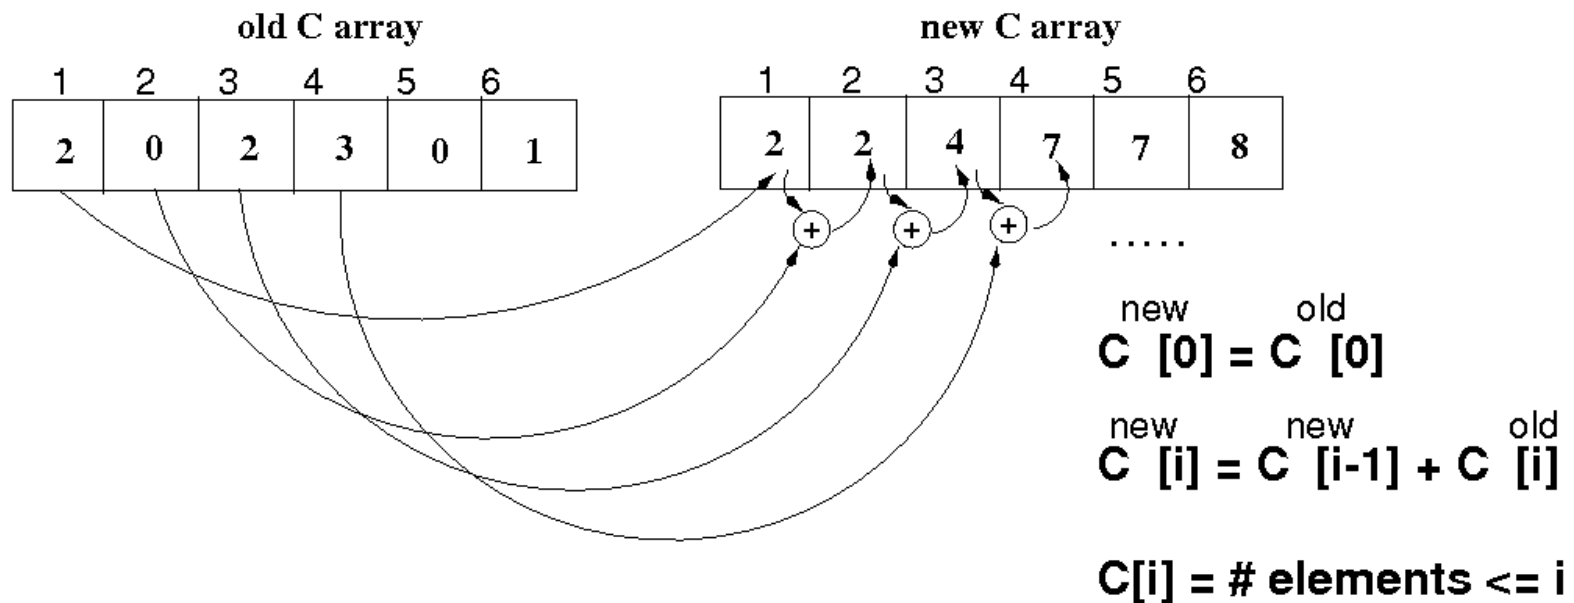 old C array
1 2 3 4 5 6
2 0 2 3 0 1
new C array
1 2 3 4 5 6
2 2 4 7 7 8
+ + +
.....
new old
C [0] = C [0]
new new old
C [i] = C [i-1] + C [i]
C[i] = # elements <= i